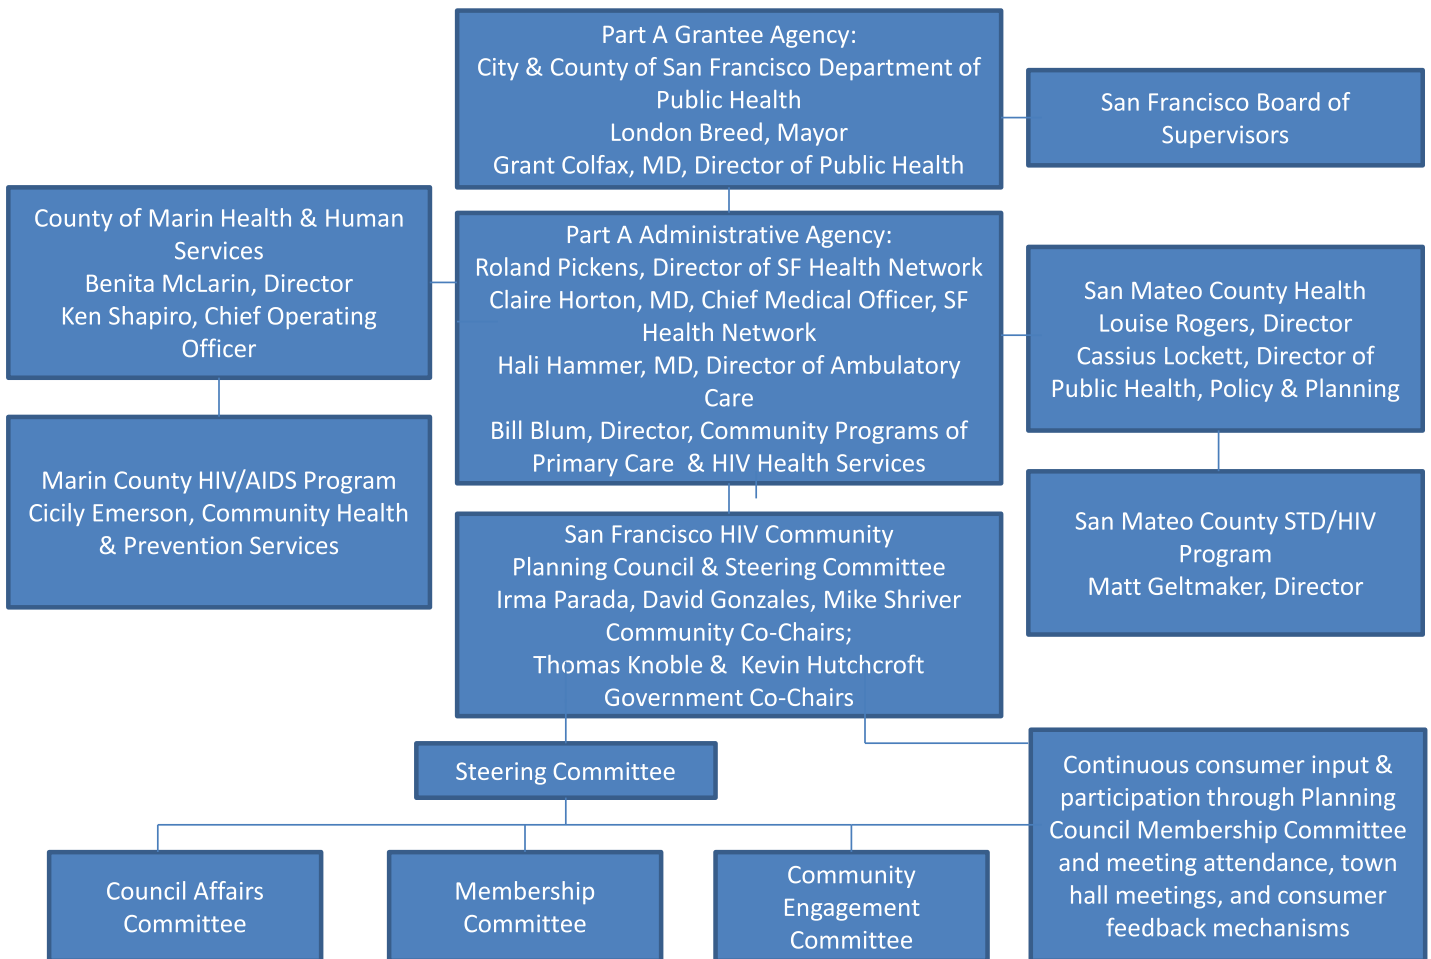 Part A Grantee Agency:
City & County of San Francisco Department of
Public Health
London Breed, Mayor
Grant Colfax, MD, Director of Public Health
San Francisco Board of
Supervisors
County of Marin Health & Human
Services
Benita McLarin, Director
Ken Shapiro, Chief Operating
Officer
Part A Administrative Agency:
Roland Pickens, Director of SF Health Network
Claire Horton, MD, Chief Medical Officer, SF
Health Network
Hali Hammer, MD, Director of Ambulatory
Care
Bill Blum, Director, Community Programs of
Primary Care & HIV Health Services
San Mateo County Health
Louise Rogers, Director
Cassius Lockett, Director of
Public Health, Policy & Planning
Marin County HIV/AIDS Program
Cicily Emerson, Community Health
& Prevention Services
San Francisco HIV Community
Planning Council & Steering Committee
Irma Parada, David Gonzales, Mike Shriver
Community Co-Chairs;
Thomas Knoble & Kevin Hutchcroft
Government Co-Chairs
San Mateo County STD/HIV
Program
Matt Geltmaker, Director
Steering Committee
Continuous consumer input &
participation through Planning
Council Membership Committee
and meeting attendance, town
hall meetings, and consumer
feedback mechanisms
Council Affairs
Committee
Membership
Committee
Community
Engagement
Committee